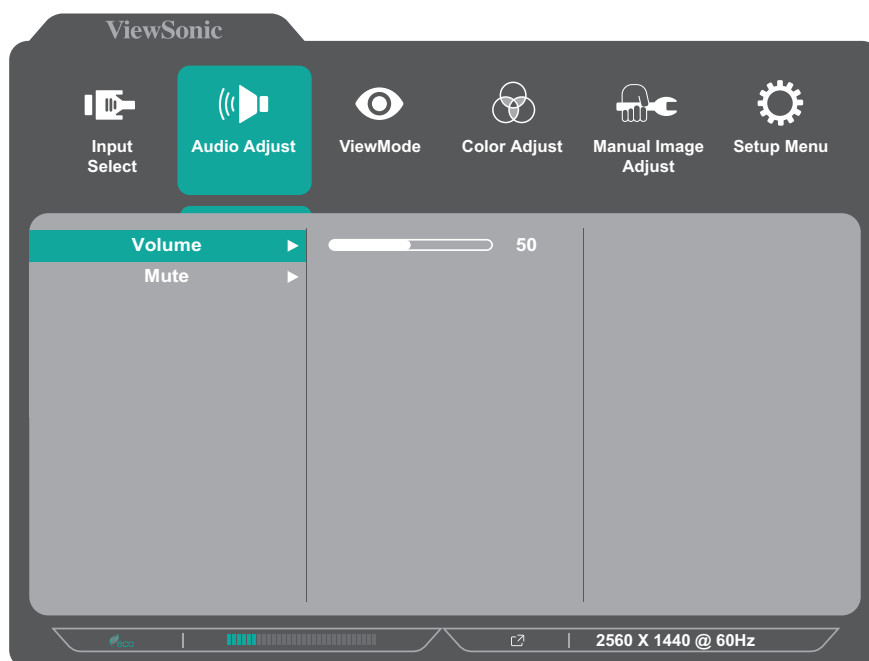 ViewSonic
Input
Select
Audio Adjust
ViewMode
Color Adjust
Manual Image
Adjust
Setup Menu
Volume
50
Mute
eco
2560 X 1440 @ 60Hz